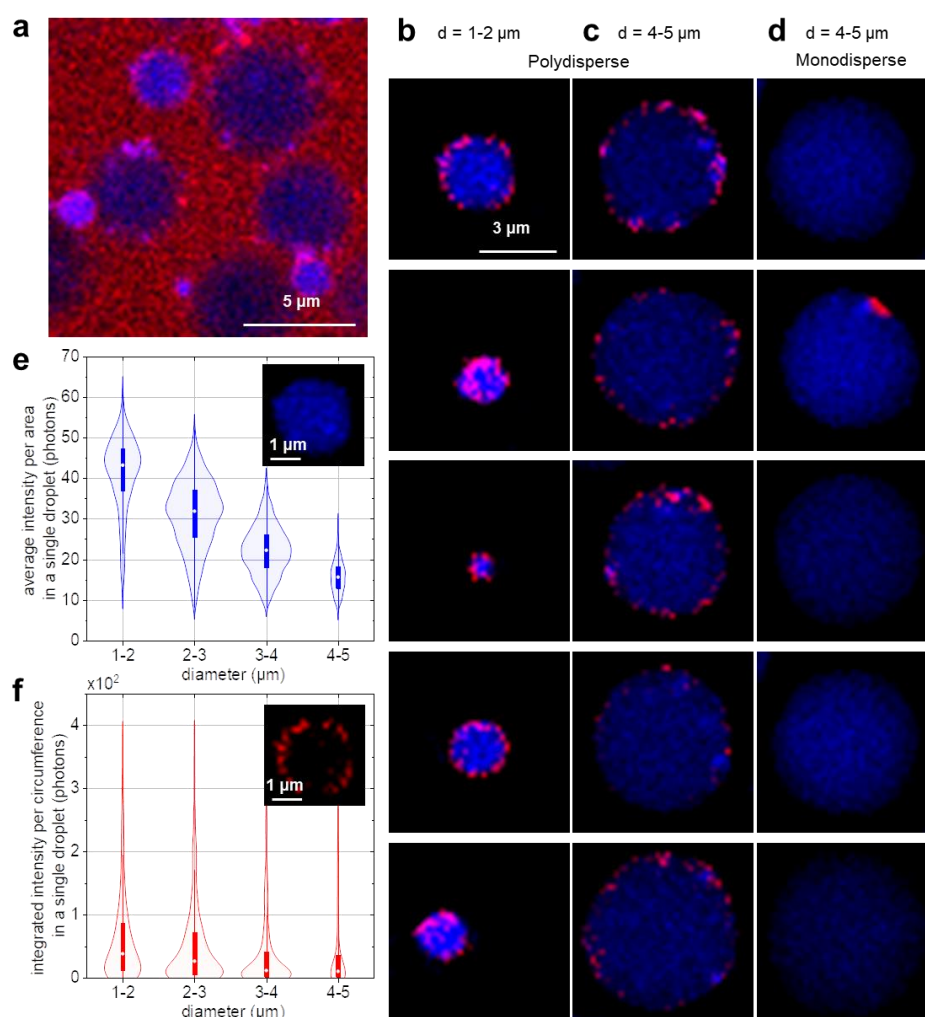 a
5 µm
b d = 1-2 µm c d = 4-5 µm d d = 4-5 µm
Polydisperse Monodisperse
3 µm
e
average intensity per area
in a single droplet (photons)
70
60
50
40
30
20
10
0
1 µm
1-2 2-3 3-4 4-5
diameter (µm)
f
x10²
integrated intensity per circumference
in a single droplet (photons)
4
2
0
0
0
1 µm
1-2 2-3 3-4 4-5
diameter (µm)